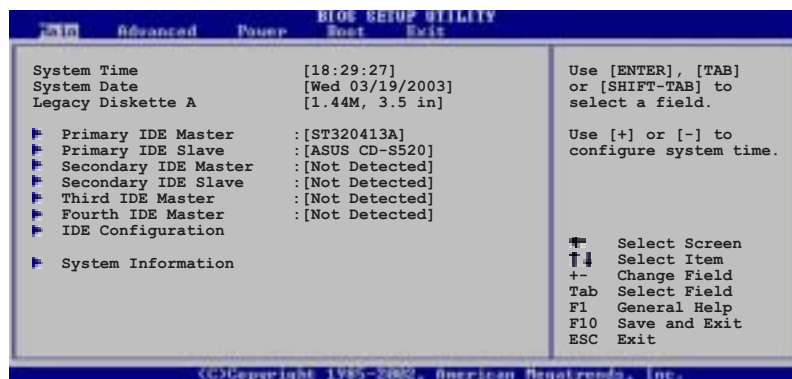 BIOS SETUP UTILITY
Main Advanced Power Boot Exit
System Time [18:29:27]
System Date [Wed 03/19/2003]
Legacy Diskette A [1.44M, 3.5 in]
Primary IDE Master :[ST320413A]
Primary IDE Slave :[ASUS CD-S520]
Secondary IDE Master :[Not Detected]
Secondary IDE Slave :[Not Detected]
Third IDE Master :[Not Detected]
Fourth IDE Master :[Not Detected]
IDE Configuration
System Information
Use [ENTER], [TAB]
or [SHIFT-TAB] to
select a field.
Use [+] or [-] to
configure system time.
Select Screen
↑↓ Select Item
+- Change Field
Tab Select Field
F1 General Help
F10 Save and Exit
ESC Exit
(C)Copyright 1985-2002, American Megatrends, Inc.